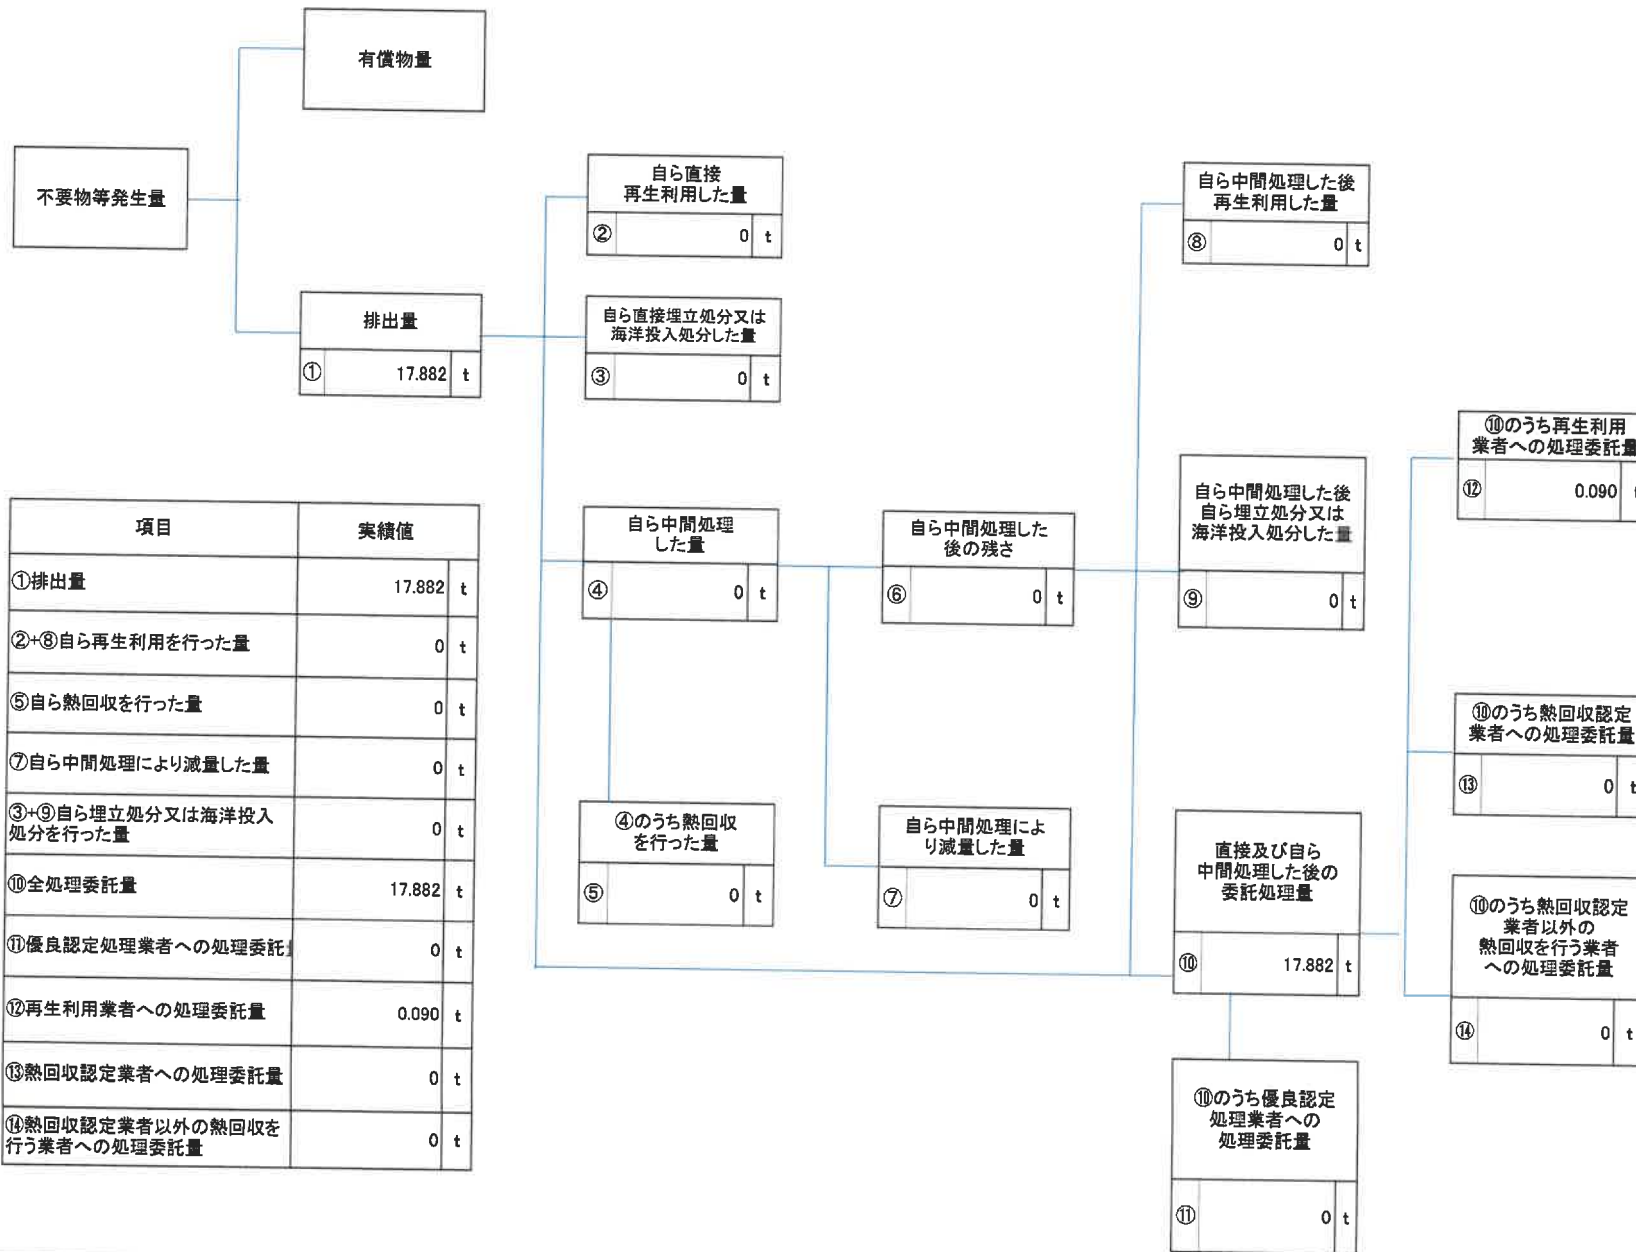 有償物量
不要物等発生量
排出量
① 17.882 t
自ら直接
再生利用した量
② 0 t
自ら直接埋立処分又は
海洋投入処分した量
③ 0 t
自ら中間処理
した量
④ 0 t
④のうち熱回収
を行った量
⑤ 0 t
自ら中間処理した
後の残さ
⑥ 0 t
自ら中間処理によ
り減量した量
⑦ 0 t
自ら中間処理した後
再生利用した量
⑧ 0 t
自ら中間処理した後
自ら埋立処分又は
海洋投入処分した量
⑨ 0 t
直接及び自ら
中間処理した後の
委託処理量
⑩ 17.882 t
⑩のうち優良認定
処理業者への
処理委託量
⑪ 0 t
⑩のうち再生利用
業者への処理委託量
⑫ 0.090 t
⑩のうち熱回収認定
業者への処理委託量
⑬ 0 t
⑩のうち熱回収認定
業者以外の
熱回収を行う業者
への処理委託量
⑭ 0 t
項目 実績値
①排出量 17.882 t
②+⑧自ら再生利用を行った量 0 t
⑤自ら熱回収を行った量 0 t
⑦自ら中間処理により減量した量 0 t
③+⑨自ら埋立処分又は海洋投入
処分を行った量 0 t
⑩全処理委託量 17.882 t
⑪優良認定処理業者への処理委託 0 t
⑫再生利用業者への処理委託量 0.090 t
⑬熱回収認定業者への処理委託量 0 t
⑭熱回収認定業者以外の熱回収を
行う業者への処理委託量 0 t